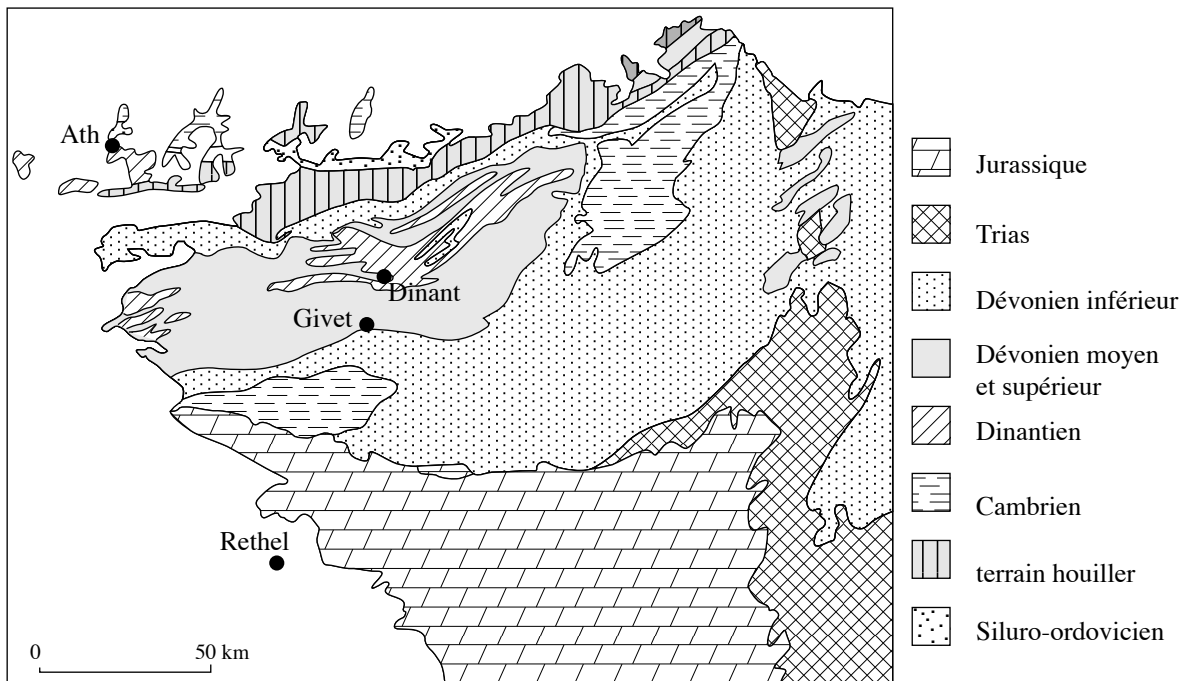 Ath
Dinant
Givet
Rethel
0 50 km
Jurassique
Trias
Dévonien inférieur
Dévonien moyen
et supérieur
Dinantien
Cambrien
terrain houiller
Siluro-ordovicien